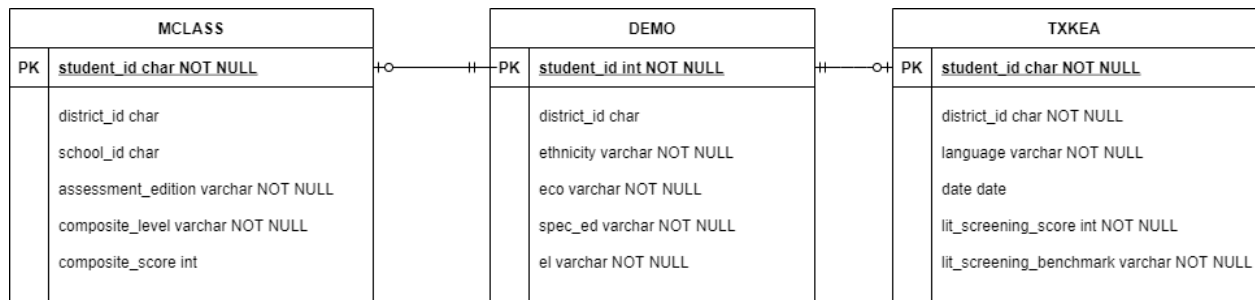 MCLASS
PK student_id char NOT NULL
district_id char
school_id char
assessment_edition varchar NOT NULL
composite_level varchar NOT NULL
composite_score int
DEMO
PK student_id int NOT NULL
district_id char
ethnicity varchar NOT NULL
eco varchar NOT NULL
spec_ed varchar NOT NULL
el varchar NOT NULL
TXKEA
PK student_id char NOT NULL
district_id char NOT NULL
language varchar NOT NULL
date date
lit_screening_score int NOT NULL
lit_screening_benchmark varchar NOT NULL